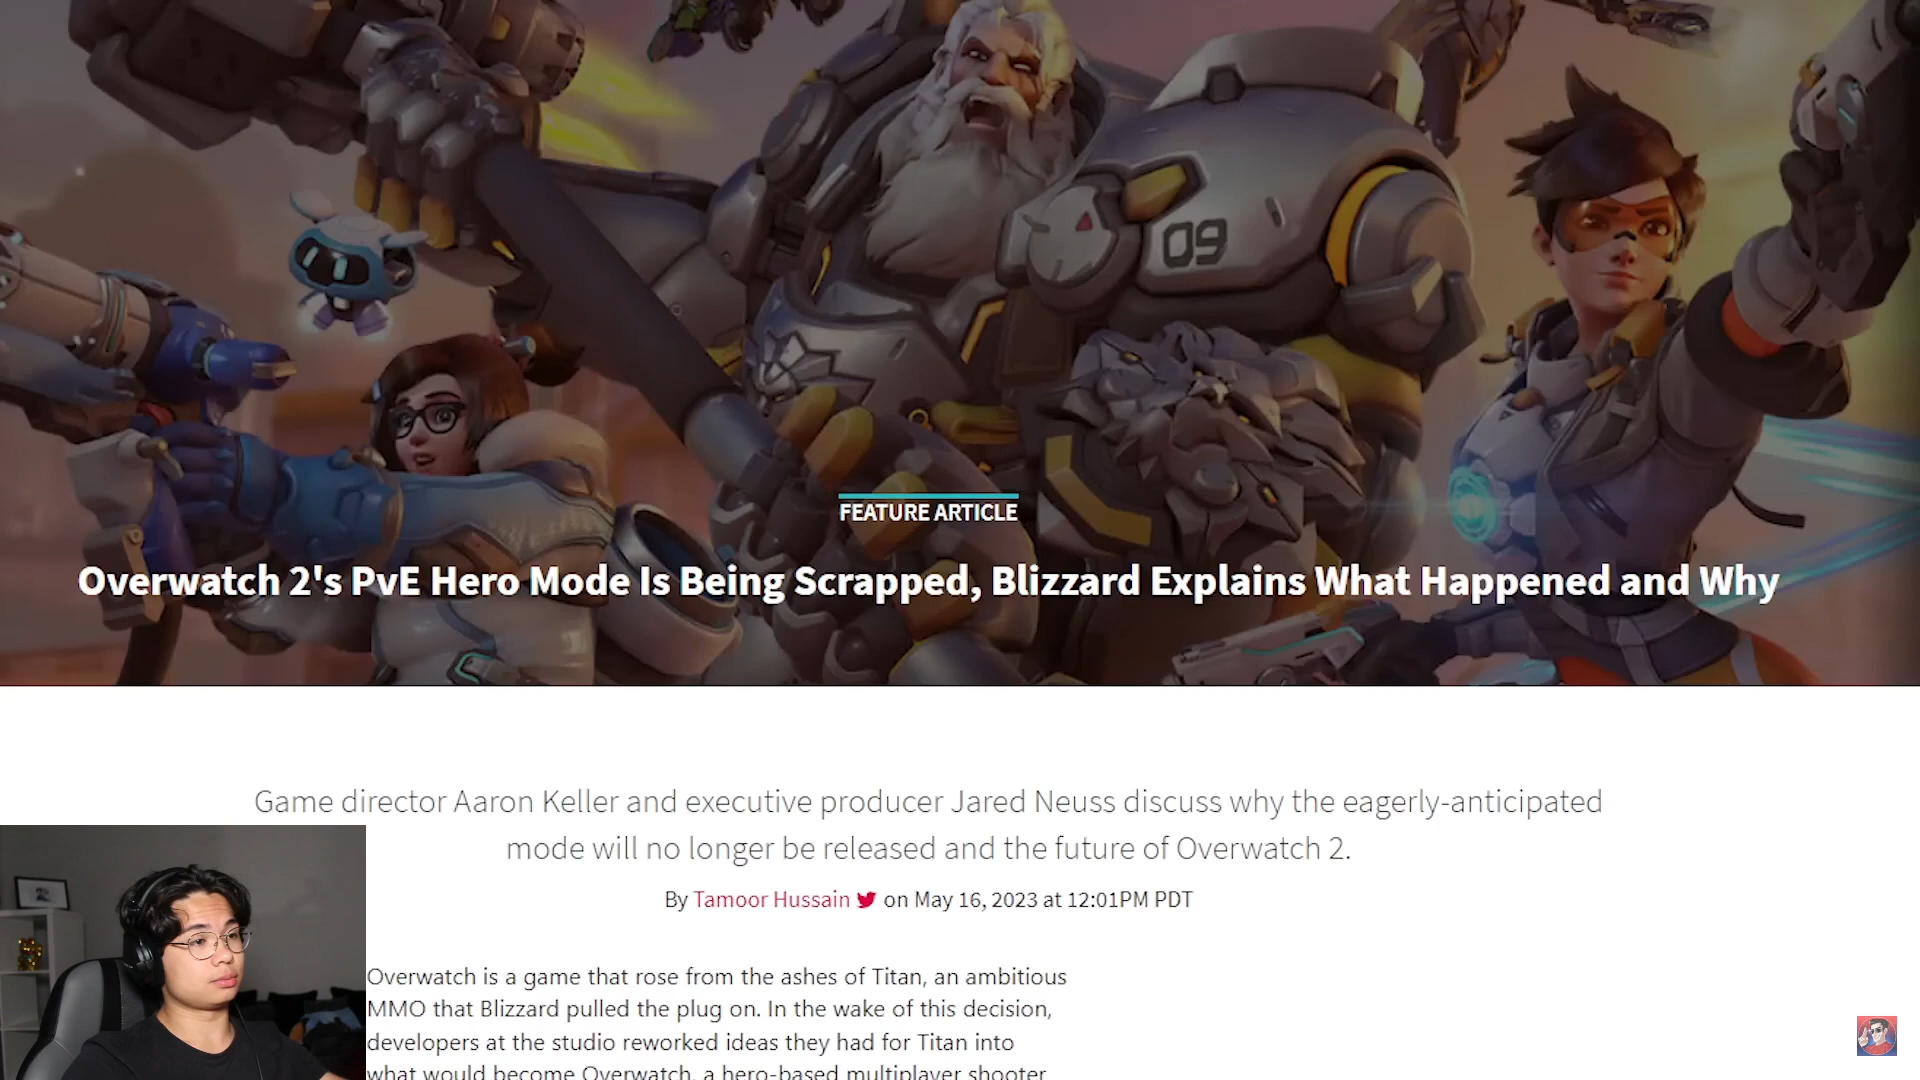 09
FEATURE ARTICLE
Overwatch 2's PvE Hero Mode Is Being Scrapped, Blizzard Explains What Happened and Why
Game director Aaron Keller and executive producer Jared Neuss discuss why the eagerly-anticipated
mode will no longer be released and the future of Overwatch 2.
By Tamoor Hussain on May 16, 2023 at 12:01PM PDT
Overwatch is a game that rose from the ashes of Titan, an ambitious
MMO that Blizzard pulled the plug on. In the wake of this decision,
developers at the studio reworked ideas they had for Titan into
what would become Overwatch, a hero-based multiplayer shooter